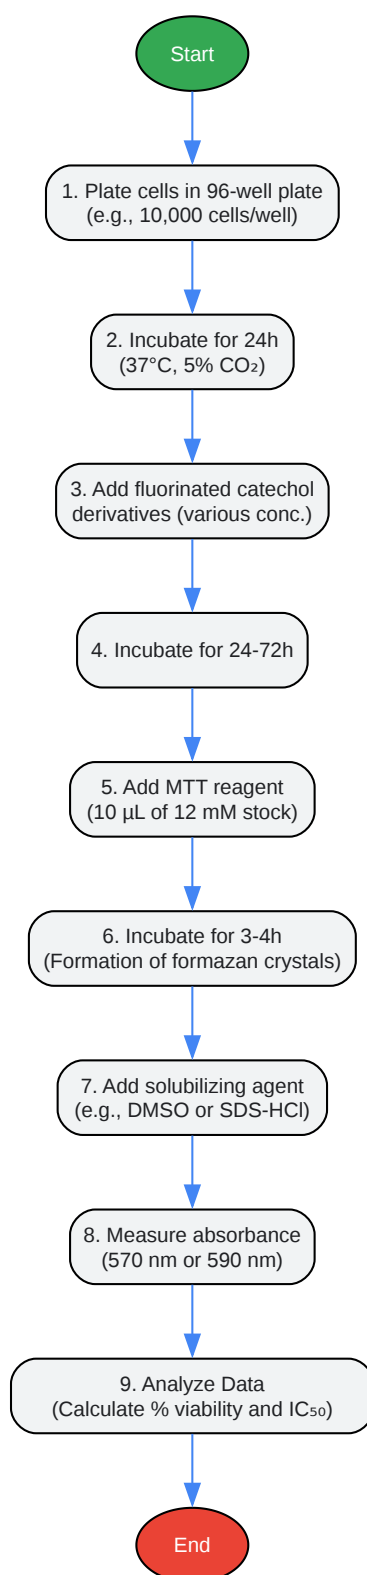 Start
1. Plate cells in 96-well plate
(e.g., 10,000 cells/well)
2. Incubate for 24h
(37°C, 5% CO₂)
3. Add fluorinated catechol
derivatives (various conc.)
4. Incubate for 24-72h
5. Add MTT reagent
(10 µL of 12 mM stock)
6. Incubate for 3-4h
(Formation of formazan crystals)
7. Add solubilizing agent
(e.g., DMSO or SDS-HCl)
8. Measure absorbance
(570 nm or 590 nm)
9. Analyze Data
(Calculate % viability and IC₅₀)
End